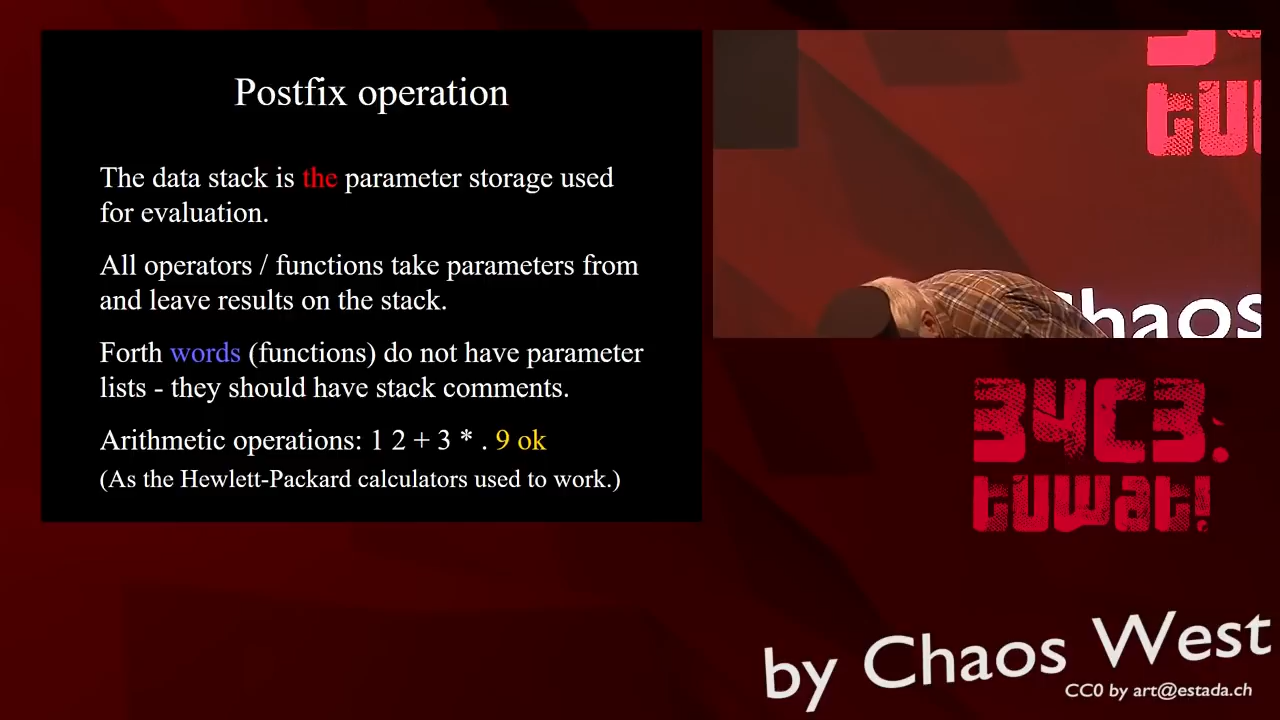 Postfix operation
The data stack is the parameter storage used
for evaluation.
All operators / functions take parameters from
and leave results on the stack.
Forth words (functions) do not have parameter
lists - they should have stack comments.
Arithmetic operations: 1 2 + 3 * . 9 ok
(As the Hewlett-Packard calculators used to work.)
Chaos
34C3:
tuwat!
by Chaos West
CC0 by art@estada.ch